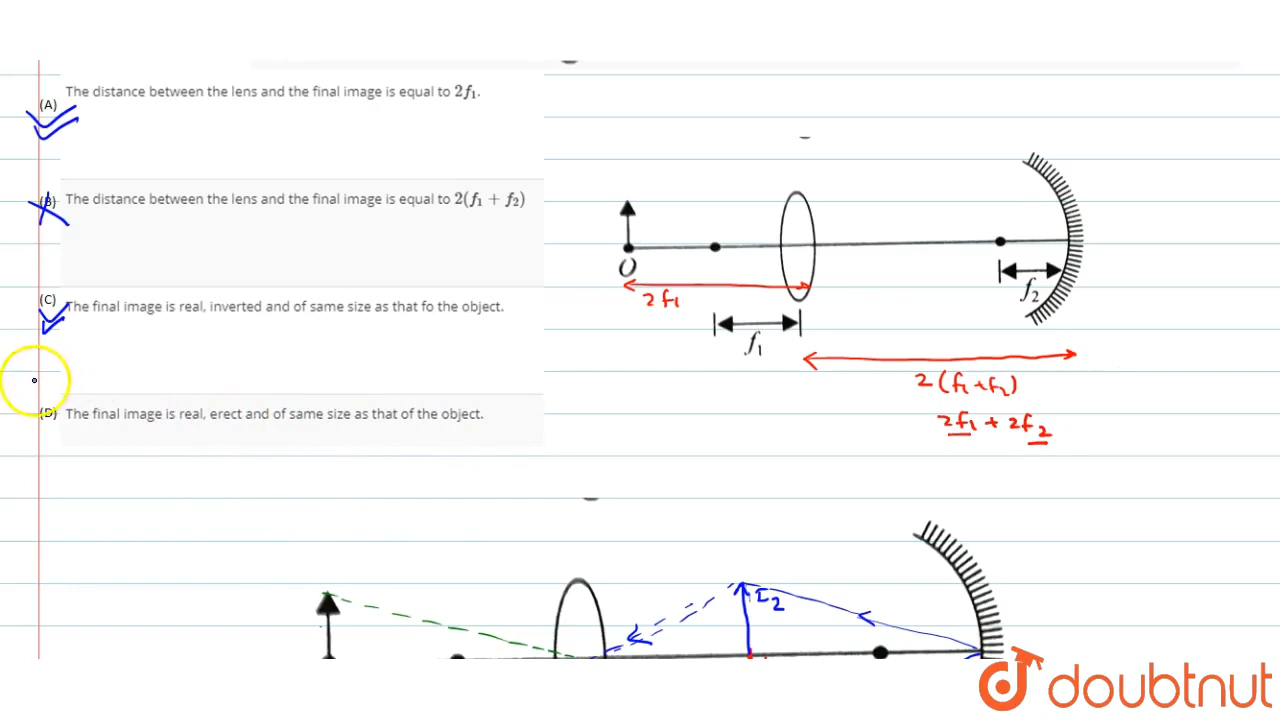 (A) The distance between the lens and the final image is equal to 2f₁.
(B) The distance between the lens and the final image is equal to 2(f₁ + f₂)
(C) The final image is real, inverted and of same size as that fo the object.
(D) The final image is real, erect and of same size as that of the object.
O
2f₁
f₁
f₂
2(f₁+f₂)
2f₁ + 2f₂
I₂
doubtnut